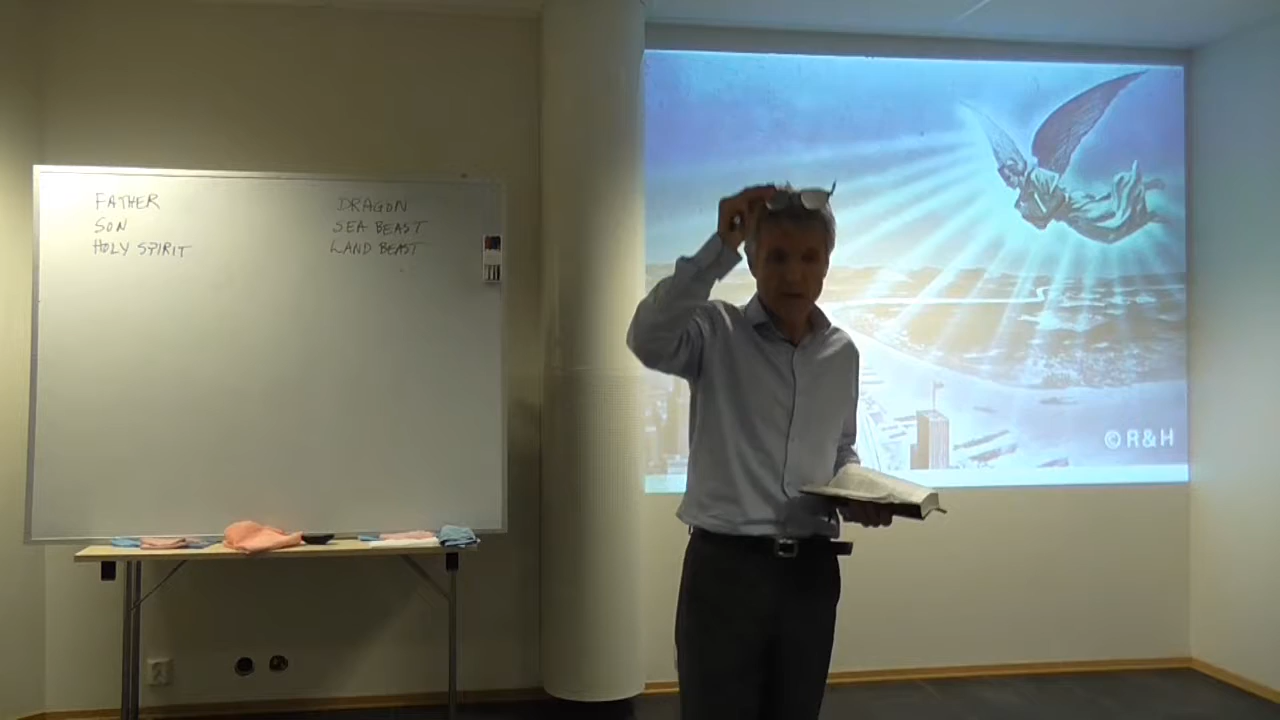 FATHER
SON
HOLY SPIRIT
DRAGON
SEA BEAST
LAND BEAST
© R&H